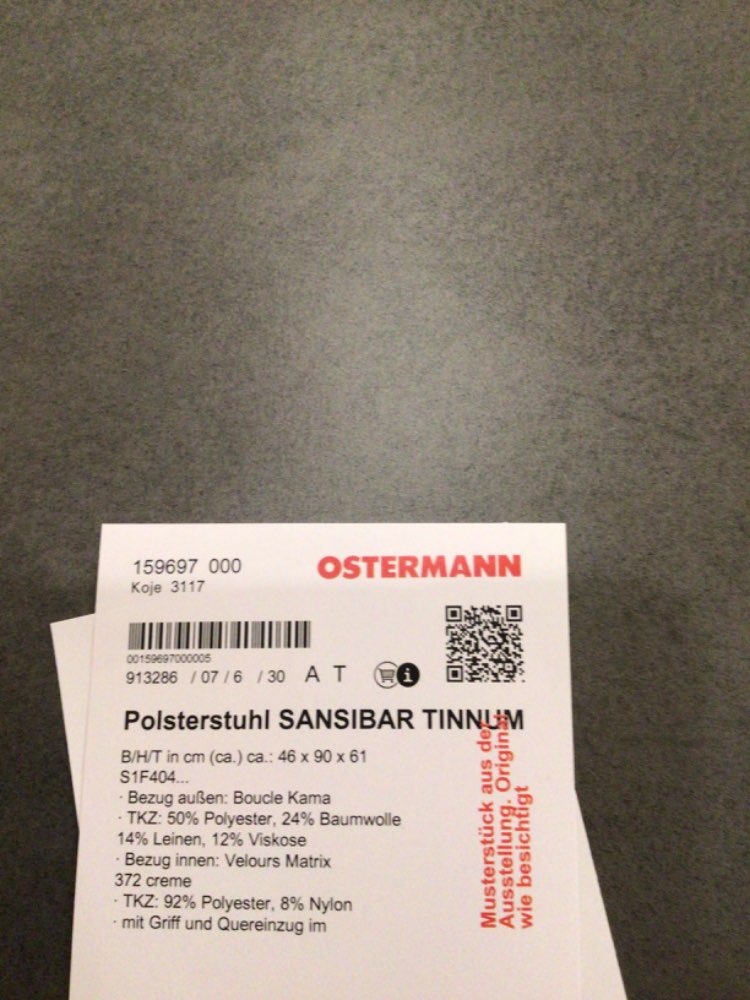 159697 000
OSTERMANN
Koje 3117
00159697000005
913286 / 07 / 6 / 30 A T
i
Polsterstuhl SANSIBAR TINNUM
B/H/T in cm (ca.) ca.: 46 x 90 x 61
S1F404...
· Bezug außen: Boucle Kama
· TKZ: 50% Polyester, 24% Baumwolle
14% Leinen, 12% Viskose
· Bezug innen: Velours Matrix
372 creme
· TKZ: 92% Polyester, 8% Nylon
· mit Griff und Quereinzug im
Musterstück aus der
Ausstellung. Original
wie besichtigt